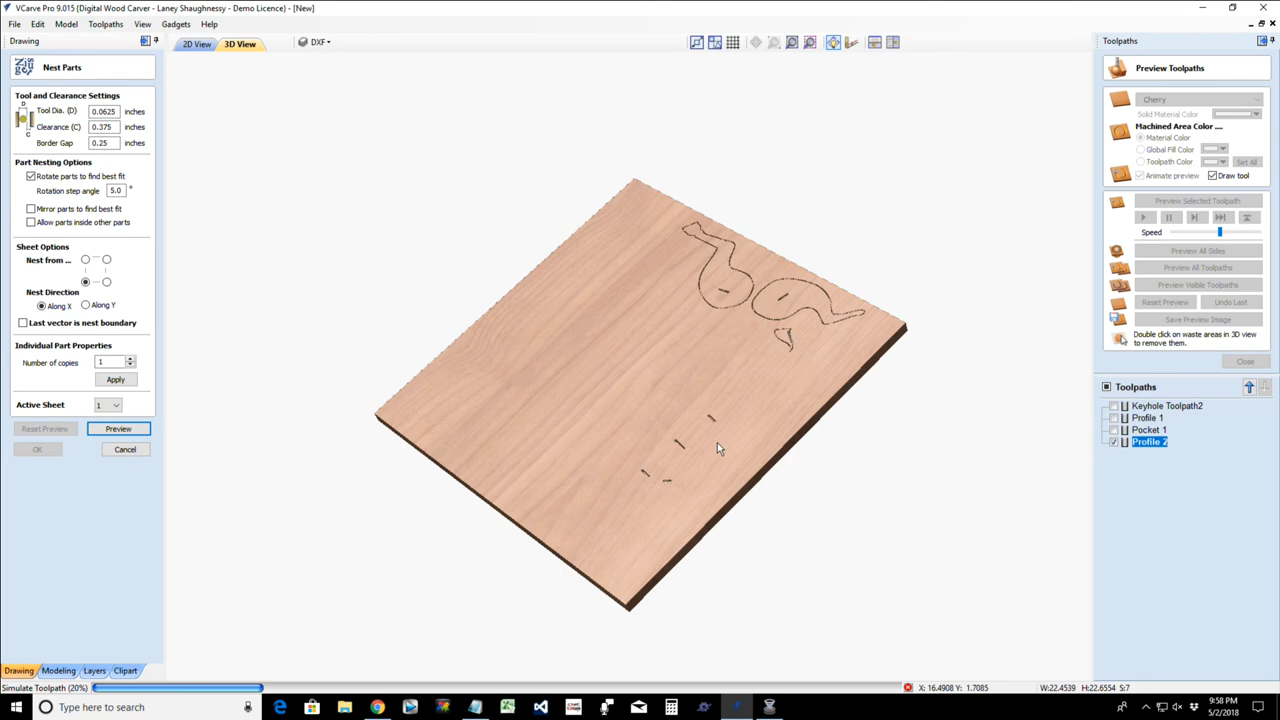 VCarve Pro 9.015 {Digital Wood Carver - Laney Shaughnessy - Demo Licence} - [New]
File Edit Model Toolpaths View Gadgets Help
Drawing
Nest Parts
Tool and Clearance Settings
D
Tool Dia. (D) 0.0625 inches
Clearance (C) 0.375 inches
C
Border Gap 0.25 inches
Part Nesting Options
Rotate parts to find best fit
Rotation step angle 5.0 °
Mirror parts to find best fit
Allow parts inside other parts
Sheet Options
Nest from ...
Nest Direction
Along X Along Y
Last vector is nest boundary
Individual Part Properties
Number of copies 1
Apply
Active Sheet 1
Reset Preview Preview
OK Cancel
Drawing Modeling Layers Clipart
2D View 3D View DXF
Toolpaths
Preview Toolpaths
Cherry
Solid Material Color
Machined Area Color ....
Material Color
Global Fill Color
Toolpath Color Set All
Animate preview Draw tool
Preview Selected Toolpath
Speed
Preview All Sides
Preview All Toolpaths
Preview Visible Toolpaths
Reset Preview Undo Last
Save Preview Image
Double click on waste areas in 3D view
to remove them.
Close
Toolpaths
Keyhole Toolpath2
Profile 1
Pocket 1
Profile 2
Simulate Toolpath (20%) X: 16.4908 Y: 1.7085 W:22.4539 H:22.6554 S:7
Type here to search
9:58 PM
5/2/2018